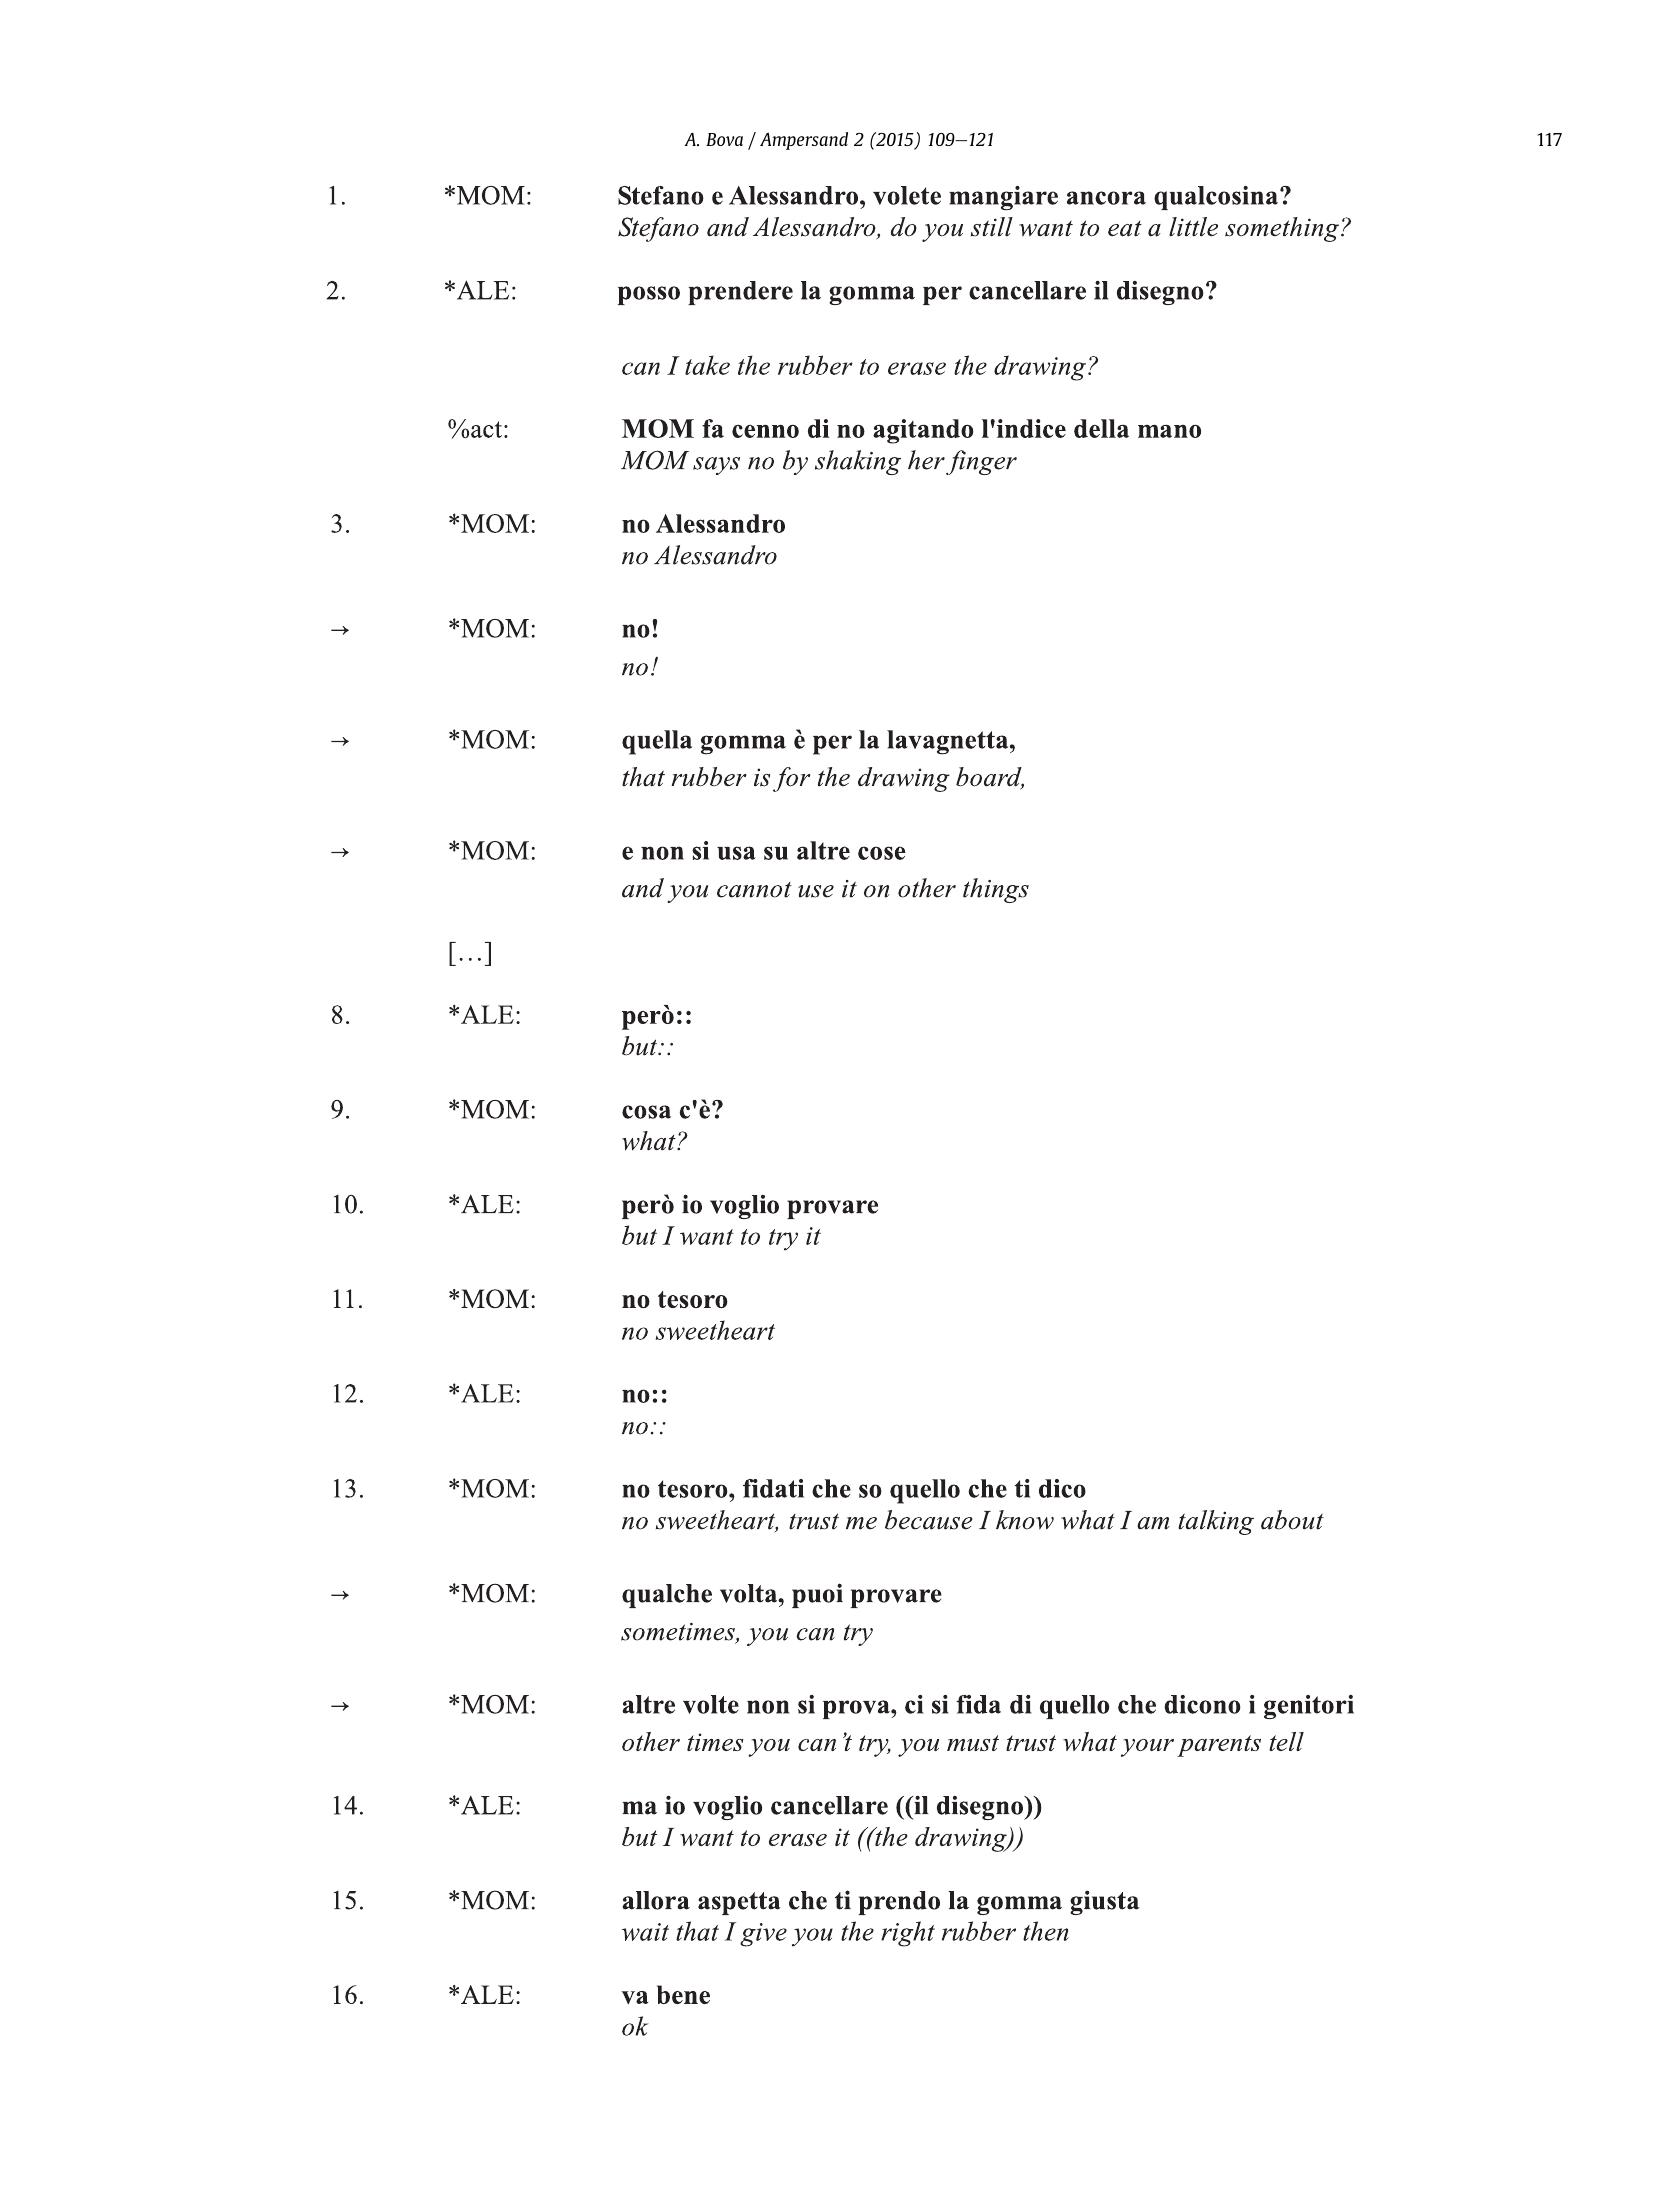 A. Bova / Ampersand 2 (2015) 109–121 117
1. *MOM: Stefano e Alessandro, volete mangiare ancora qualcosina?
Stefano and Alessandro, do you still want to eat a little something?
2. *ALE: posso prendere la gomma per cancellare il disegno?
can I take the rubber to erase the drawing?
%act: MOM fa cenno di no agitando l'indice della mano
MOM says no by shaking her finger
3. *MOM: no Alessandro
no Alessandro
→ *MOM: no!
no!
→ *MOM: quella gomma è per la lavagnetta,
that rubber is for the drawing board,
→ *MOM: e non si usa su altre cose
and you cannot use it on other things
[…]
8. *ALE: però::
but::
9. *MOM: cosa c'è?
what?
10. *ALE: però io voglio provare
but I want to try it
11. *MOM: no tesoro
no sweetheart
12. *ALE: no::
no::
13. *MOM: no tesoro, fidati che so quello che ti dico
no sweetheart, trust me because I know what I am talking about
→ *MOM: qualche volta, puoi provare
sometimes, you can try
→ *MOM: altre volte non si prova, ci si fida di quello che dicono i genitori
other times you can't try, you must trust what your parents tell
14. *ALE: ma io voglio cancellare ((il disegno))
but I want to erase it ((the drawing))
15. *MOM: allora aspetta che ti prendo la gomma giusta
wait that I give you the right rubber then
16. *ALE: va bene
ok